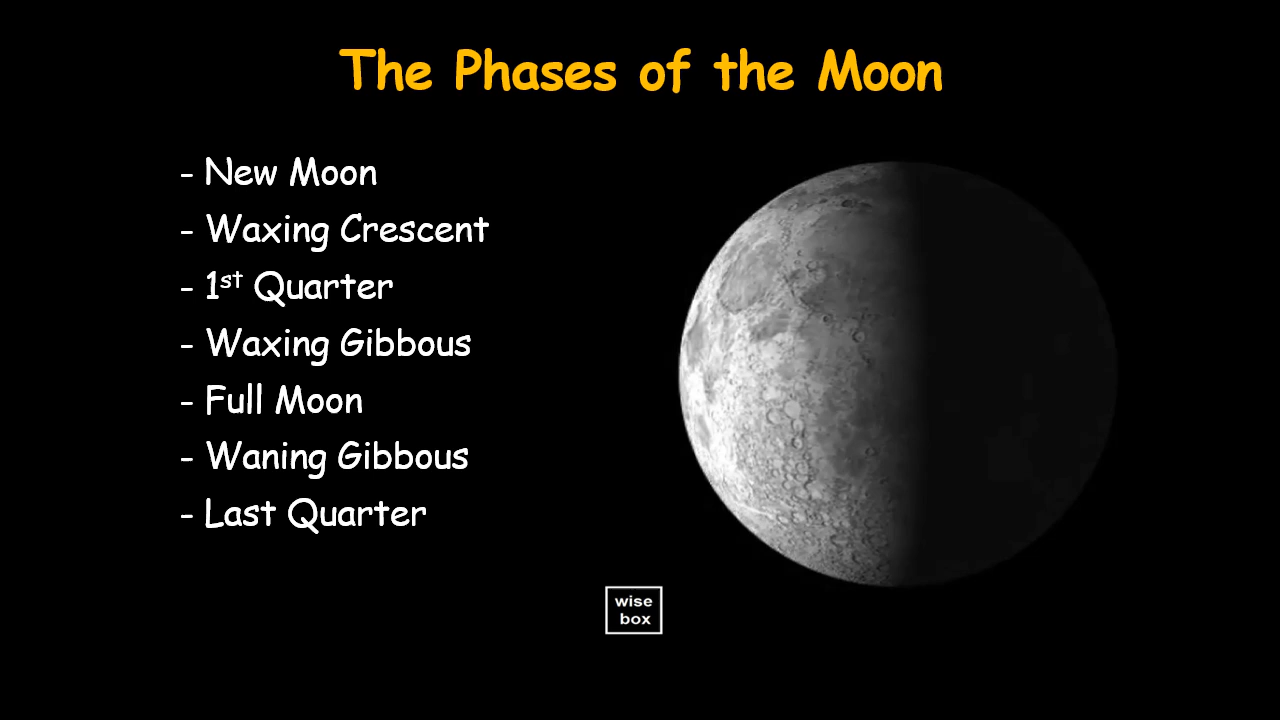 The Phases of the Moon
- New Moon
- Waxing Crescent
- 1st Quarter
- Waxing Gibbous
- Full Moon
- Waning Gibbous
- Last Quarter
wise
box